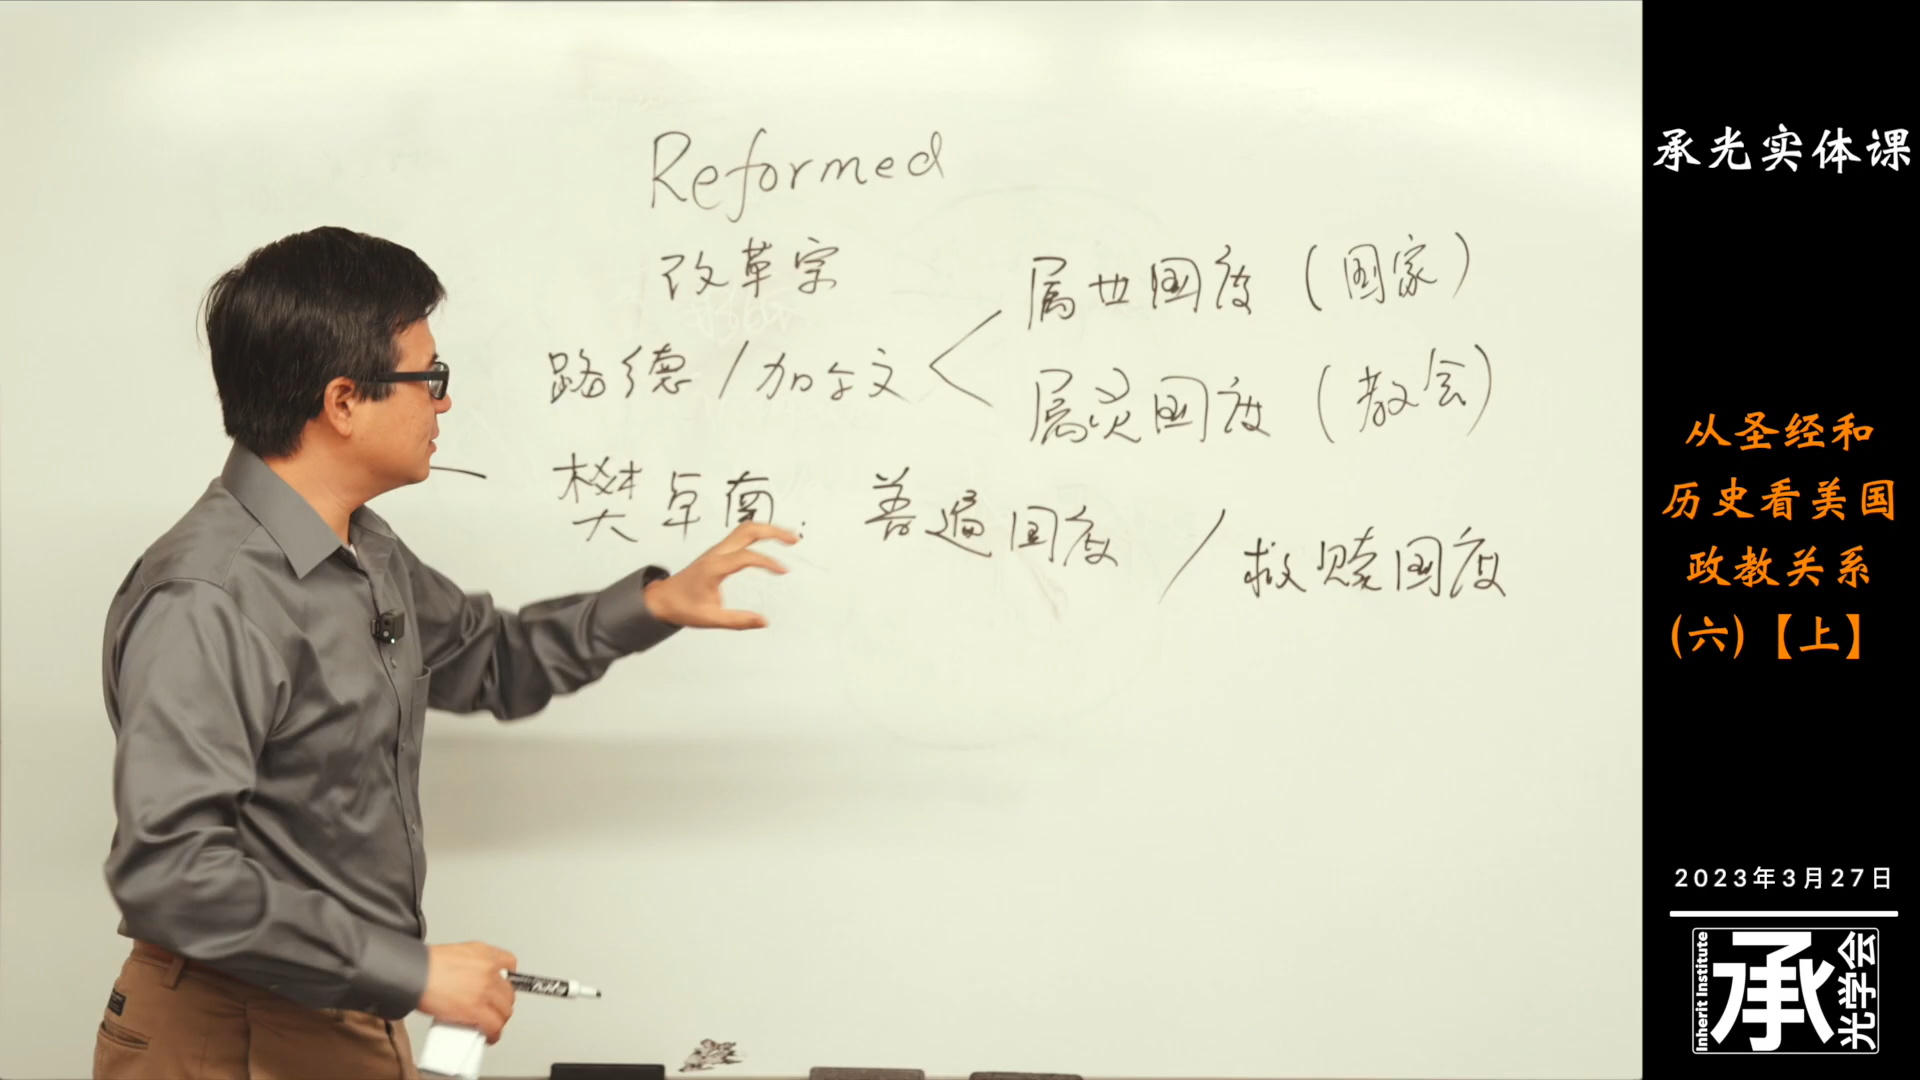 Reformed
改革宗
路德 / 加尔文
属世国度 (国家)
属灵国度 (教会)
樊卓南: 普遍国度 / 救赎国度
承光实体课
从圣经和
历史看美国
政教关系
(六)【上】
2023年3月27日
Inherit Institute
承
光学会